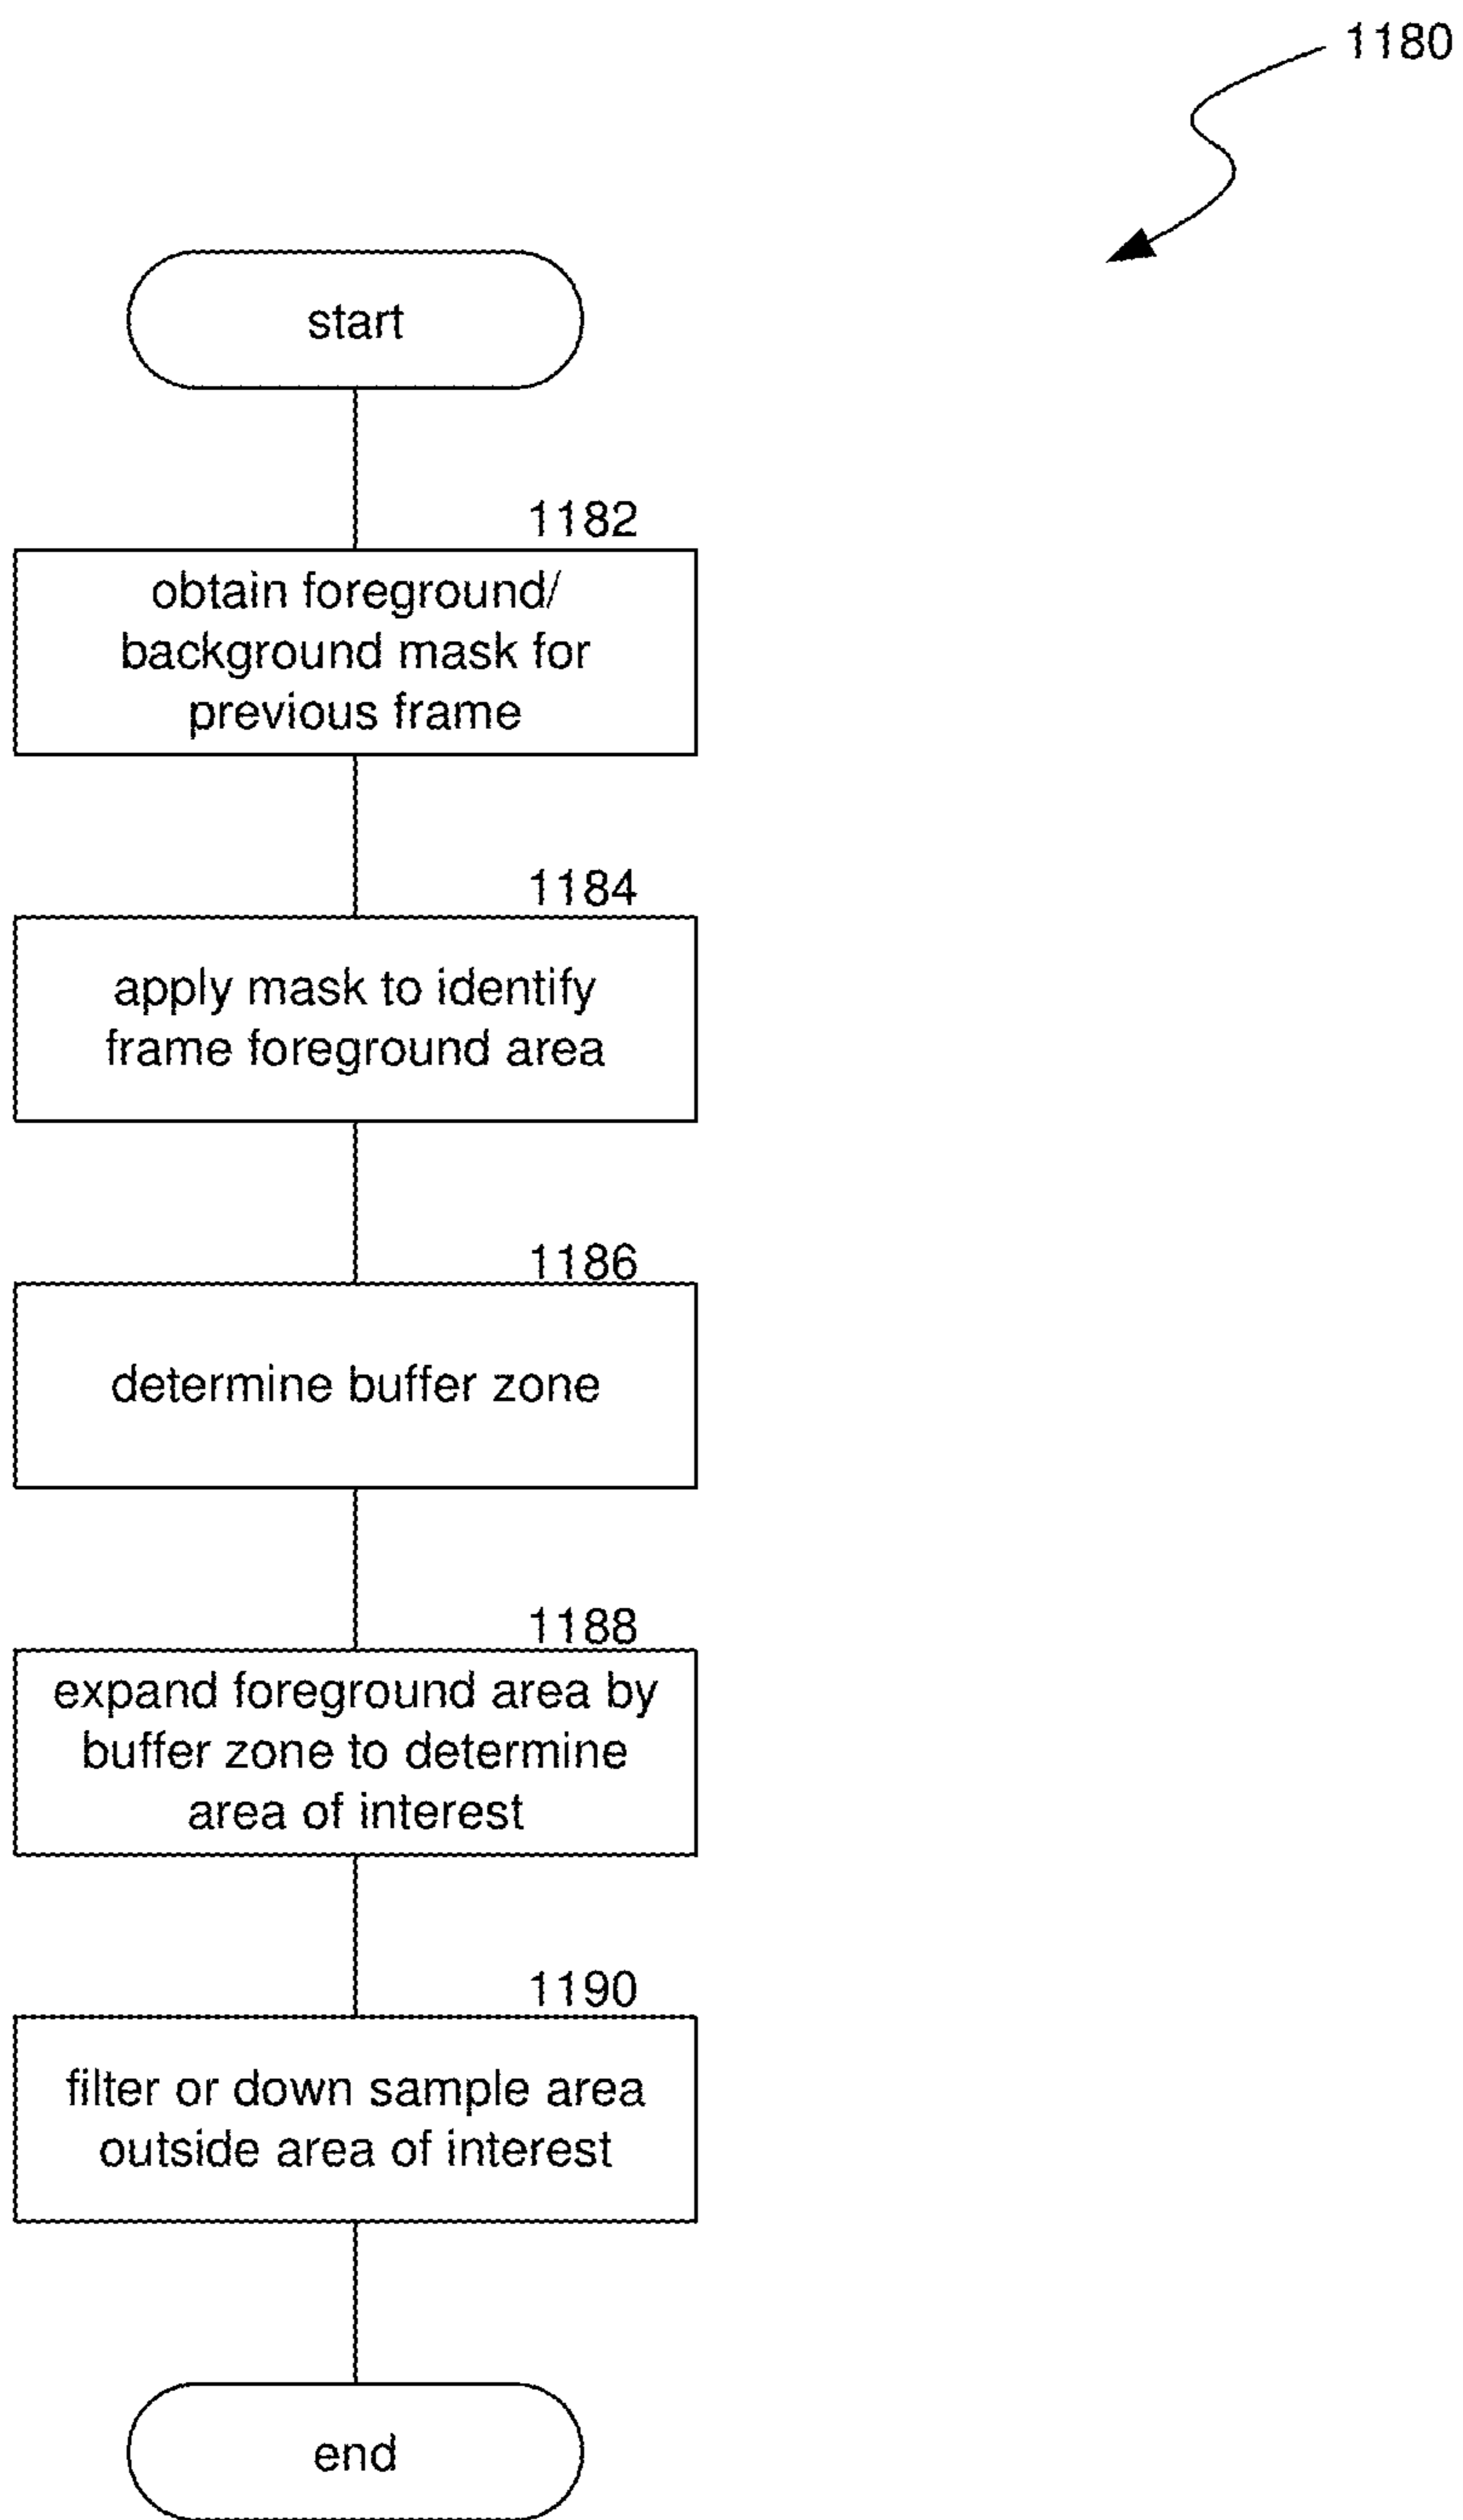 1180
start
1182
obtain foreground/
background mask for
previous frame
1184
apply mask to identify
frame foreground area
1186
determine buffer zone
1188
expand foreground area by
buffer zone to determine
area of interest
1190
filter or down sample area
outside area of interest
end